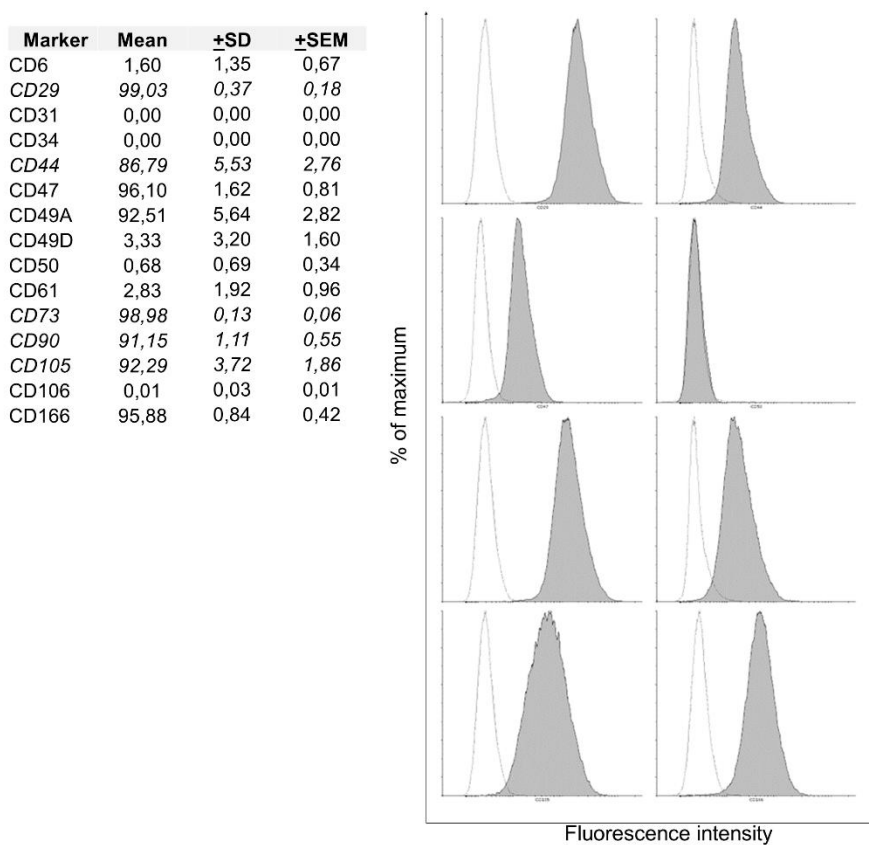 Marker Mean ±SD ±SEM
CD6 1,60 1,35 0,67
CD29 99,03 0,37 0,18
CD31 0,00 0,00 0,00
CD34 0,00 0,00 0,00
CD44 86,79 5,53 2,76
CD47 96,10 1,62 0,81
CD49A 92,51 5,64 2,82
CD49D 3,33 3,20 1,60
CD50 0,68 0,69 0,34
CD61 2,83 1,92 0,96
CD73 98,98 0,13 0,06
CD90 91,15 1,11 0,55
CD105 92,29 3,72 1,86
CD106 0,01 0,03 0,01
CD166 95,88 0,84 0,42
% of maximum
CD29
CD44
CD47
Fluorescence intensity